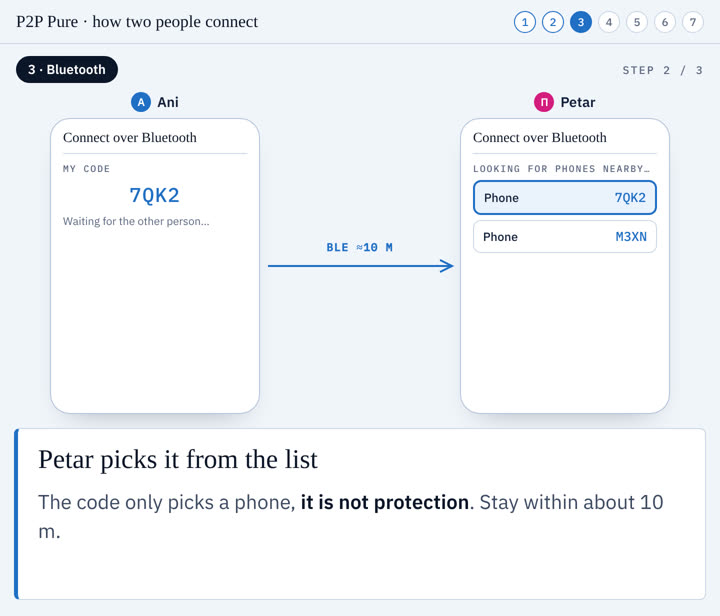 P2P Pure · how two people connect
1 2 3 4 5 6 7
3 · Bluetooth
STEP 2 / 3
A Ani
Connect over Bluetooth
MY CODE
7QK2
Waiting for the other person...
BLE ≈10 M
П Petar
Connect over Bluetooth
LOOKING FOR PHONES NEARBY…
Phone 7QK2
Phone M3XN
Petar picks it from the list
The code only picks a phone, it is not protection. Stay within about 10
m.